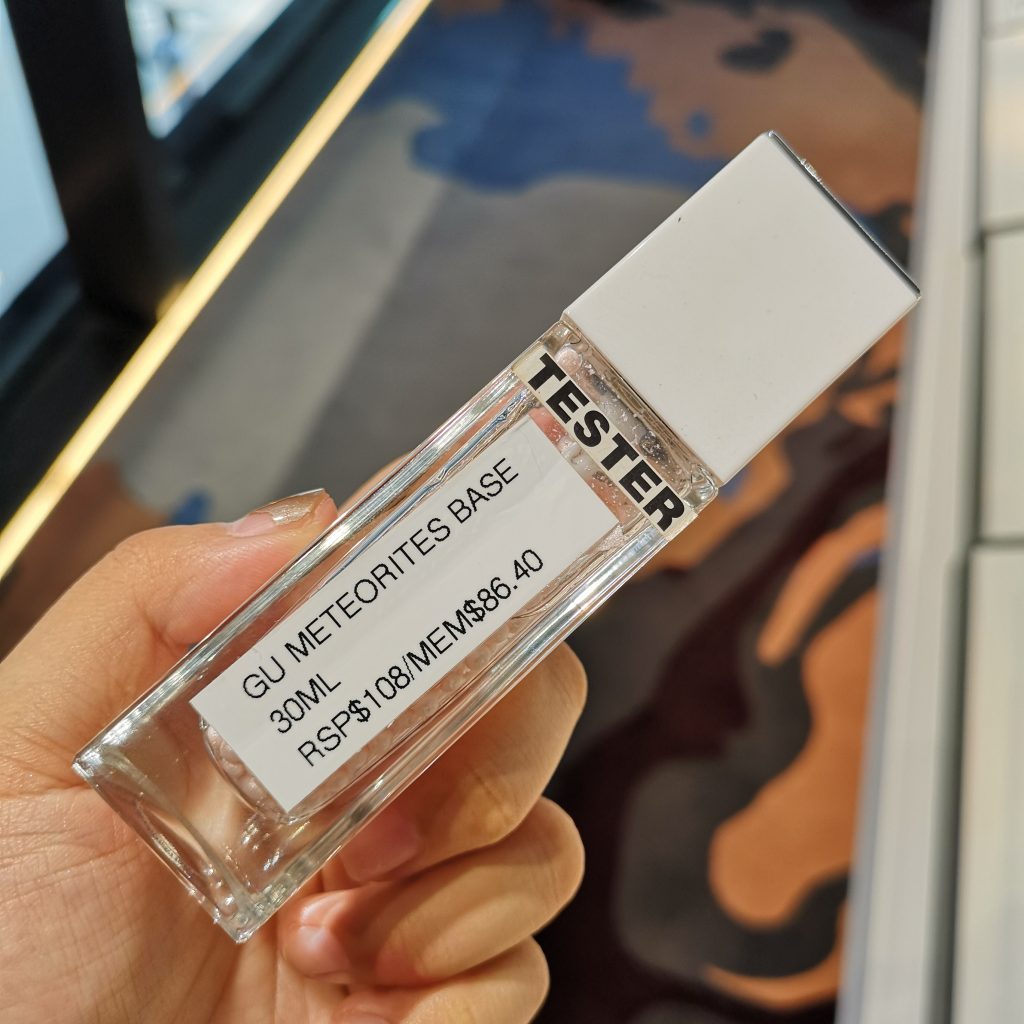 TESTER
GU METEORITES BASE
30ML
RSP$108/MEM$86.40